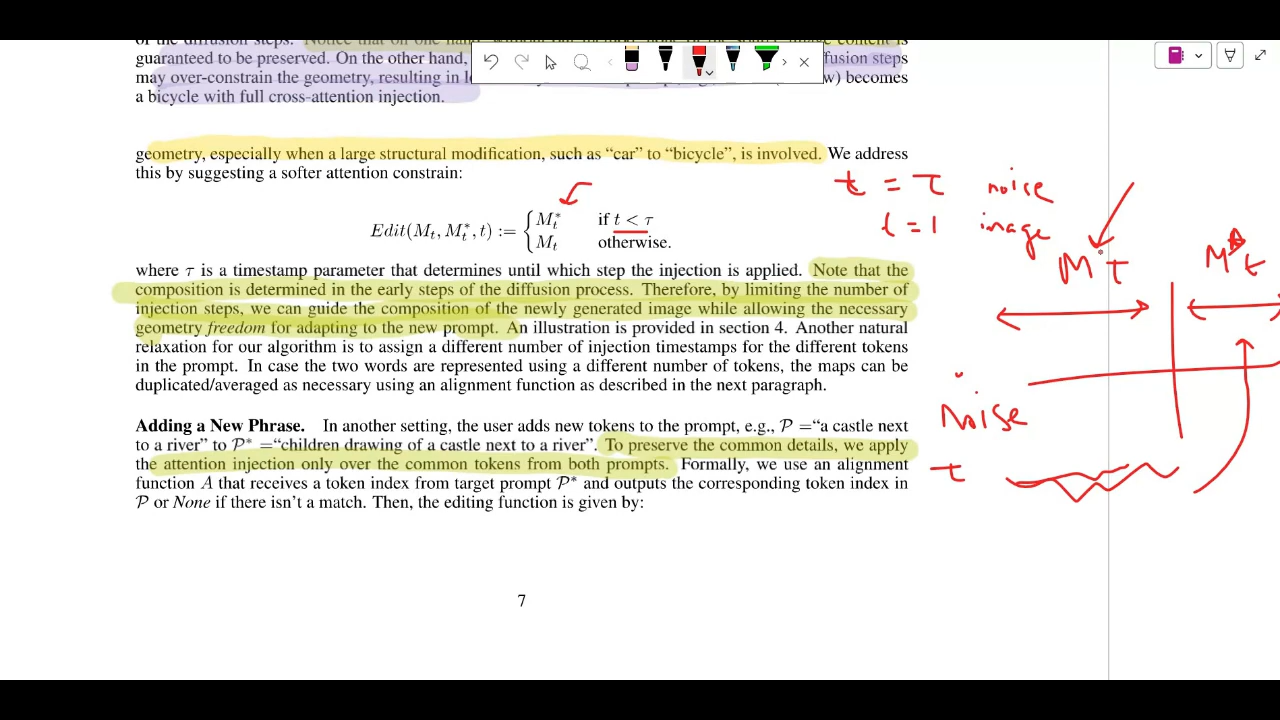 of the diffusion steps. Notice that on one hand, without our method, none of the source image content is
guaranteed to be preserved. On the other hand, fusion steps
may over-constrain the geometry, resulting in becomes
a bicycle with full cross-attention injection.
geometry, especially when a large structural modification, such as “car” to “bicycle”, is involved. We address
this by suggesting a softer attention constrain:
Edit(M_t, M_t^*, t) := { M_t^* if t < τ
M_t otherwise.
where τ is a timestamp parameter that determines until which step the injection is applied. Note that the
composition is determined in the early steps of the diffusion process. Therefore, by limiting the number of
injection steps, we can guide the composition of the newly generated image while allowing the necessary
geometry freedom for adapting to the new prompt. An illustration is provided in section 4. Another natural
relaxation for our algorithm is to assign a different number of injection timestamps for the different tokens
in the prompt. In case the two words are represented using a different number of tokens, the maps can be
duplicated/averaged as necessary using an alignment function as described in the next paragraph.
Adding a New Phrase. In another setting, the user adds new tokens to the prompt, e.g., P =“a castle next
to a river” to P* =“children drawing of a castle next to a river”. To preserve the common details, we apply
the attention injection only over the common tokens from both prompts. Formally, we use an alignment
function A that receives a token index from target prompt P* and outputs the corresponding token index in
P or None if there isn’t a match. Then, the editing function is given by:
7
t = τ noise
t = 1 image
Mt M*t
Noise
t